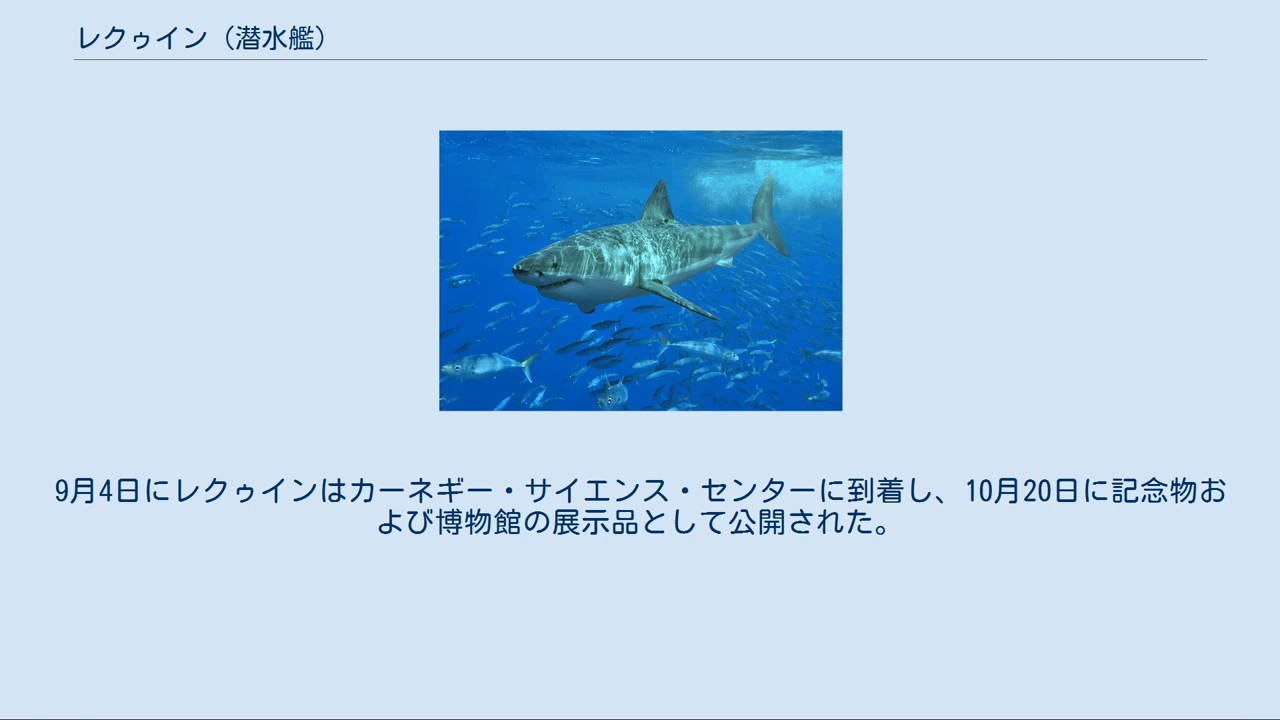 レクゥイン（潜水艦）
9月4日にレクゥインはカーネギー・サイエンス・センターに到着し、10月20日に記念物お
よび博物館の展示品として公開された。